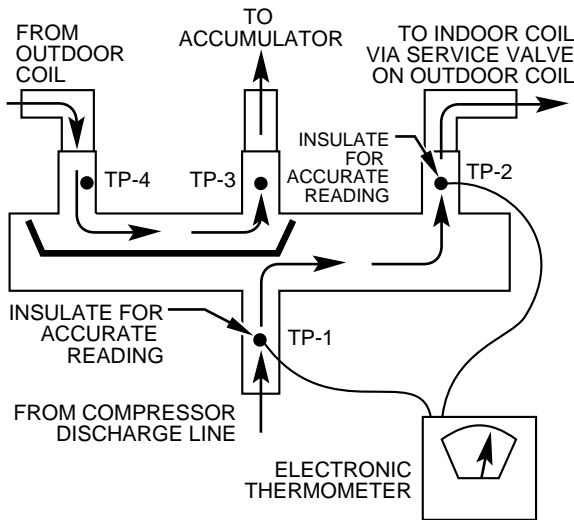 FROM
OUTDOOR
COIL
TO
ACCUMULATOR
TO INDOOR COIL
VIA SERVICE VALVE
ON OUTDOOR COIL
INSULATE
FOR
ACCURATE
READING
TP-4
TP-3
TP-2
INSULATE FOR
ACCURATE
READING
TP-1
FROM COMPRESSOR
DISCHARGE LINE
ELECTRONIC
THERMOMETER